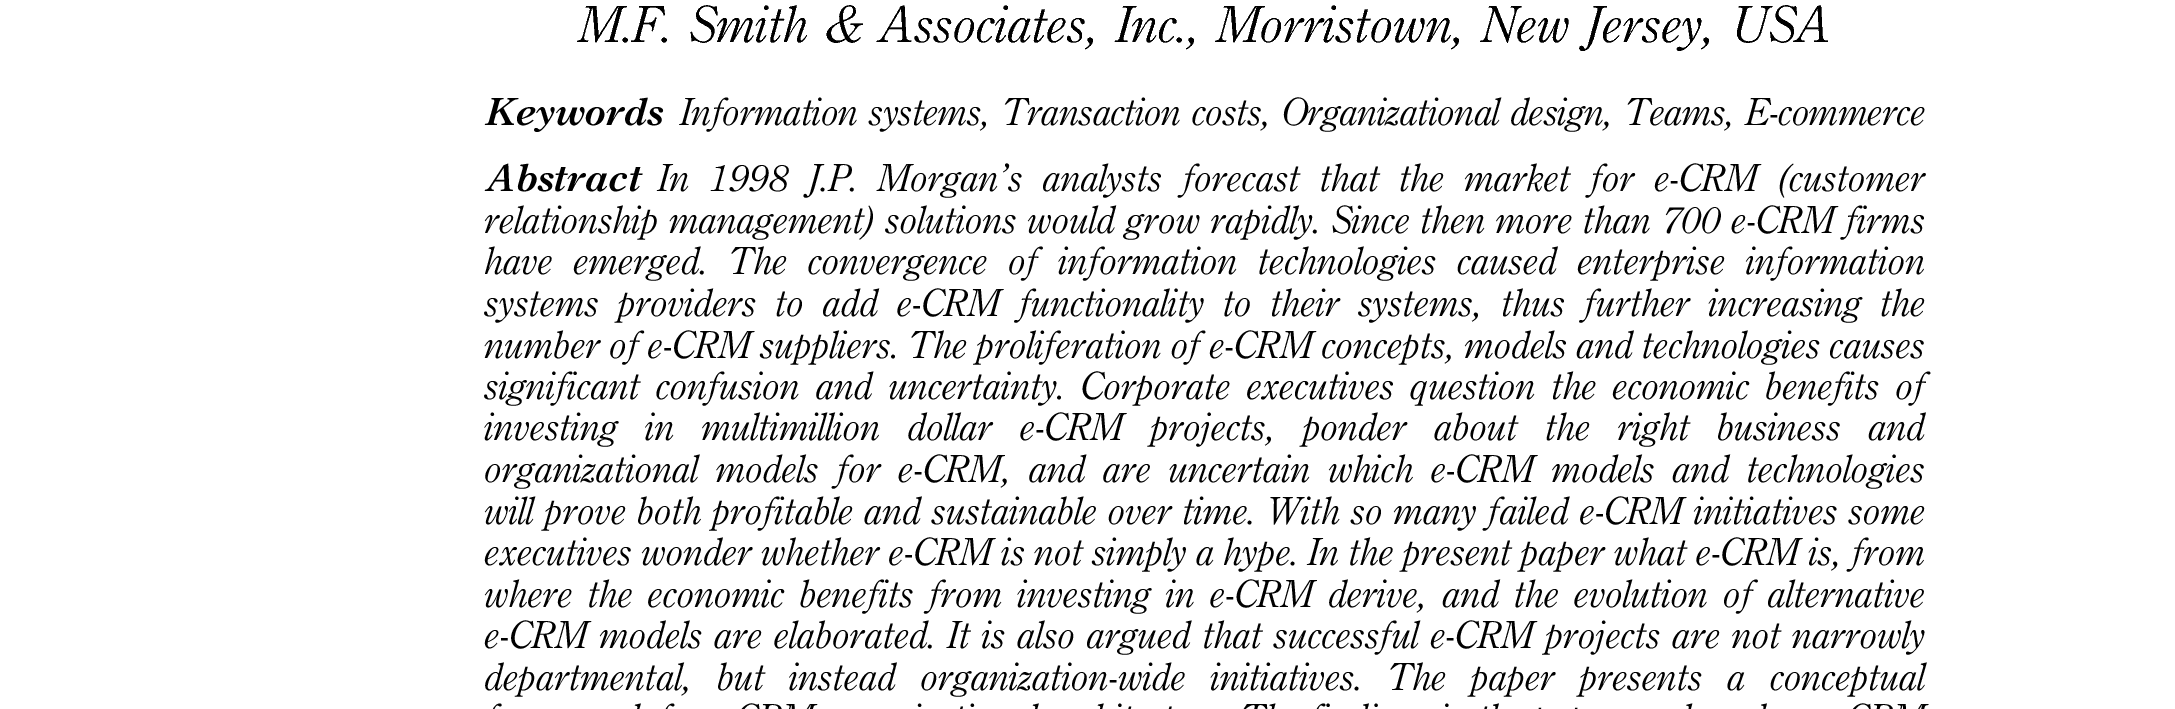 M.F. Smith & Associates, Inc., Morristown, New Jersey, USA
Keywords Information systems, Transaction costs, Organizational design, Teams, E-commerce
Abstract In 1998 J.P. Morgan's analysts forecast that the market for e-CRM (customer
relationship management) solutions would grow rapidly. Since then more than 700 e-CRM firms
have emerged. The convergence of information technologies caused enterprise information
systems providers to add e-CRM functionality to their systems, thus further increasing the
number of e-CRM suppliers. The proliferation of e-CRM concepts, models and technologies causes
significant confusion and uncertainty. Corporate executives question the economic benefits of
investing in multimillion dollar e-CRM projects, ponder about the right business and
organizational models for e-CRM, and are uncertain which e-CRM models and technologies
will prove both profitable and sustainable over time. With so many failed e-CRM initiatives some
executives wonder whether e-CRM is not simply a hype. In the present paper what e-CRM is, from
where the economic benefits from investing in e-CRM derive, and the evolution of alternative
e-CRM models are elaborated. It is also argued that successful e-CRM projects are not narrowly
departmental, but instead organization-wide initiatives. The paper presents a conceptual